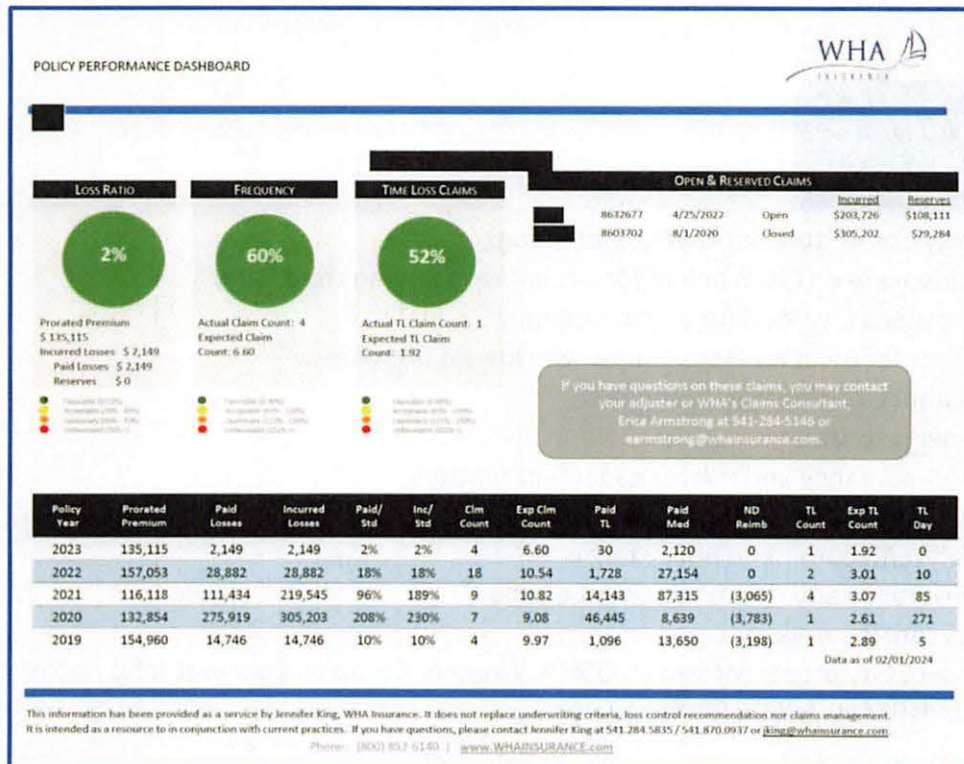 WHA
INSURANCE
POLICY PERFORMANCE DASHBOARD
LOSS RATIO
2%
Prorated Premium
$ 135,115
Incurred Losses $ 2,149
Paid Losses $ 2,149
Reserves $ 0
FREQUENCY
60%
Actual Claim Count: 4
Expected Claim
Count: 6.60
TIME LOSS CLAIMS
52%
Actual TL Claim Count: 1
Expected TL Claim
Count: 1.92
OPEN & RESERVED CLAIMS
Incurred Reserves
8632677 4/25/2022 Open $203,726 $108,111
8603702 8/1/2020 Closed $305,202 $29,284
If you have questions on these claims, you may contact
your adjuster or WHA's Claims Consultant,
Erica Armstrong at 541-284-5146 or
earmstrong@whainsurance.com.
Policy Year Prorated Premium Paid Losses Incurred Losses Paid/ Std Inc/ Std Clm Count Exp Clm Count Paid TL Paid Med ND Reimb TL Count Exp TL Count TL Day
2023 135,115 2,149 2,149 2% 2% 4 6.60 30 2,120 0 1 1.92 0
2022 157,053 28,882 28,882 18% 18% 18 10.54 1,728 27,154 0 2 3.01 10
2021 116,118 111,434 219,545 96% 189% 9 10.82 14,143 87,315 (3,065) 4 3.07 85
2020 132,854 275,919 305,203 208% 230% 7 9.08 46,445 8,639 (3,783) 1 2.61 271
2019 154,960 14,746 14,746 10% 10% 4 9.97 1,096 13,650 (3,198) 1 2.89 5
Data as of 02/01/2024
This information has been provided as a service by Jennifer King, WHA Insurance. It does not replace underwriting criteria, loss control recommendation nor claims management.
It is intended as a resource to in conjunction with current practices. If you have questions, please contact Jennifer King at 541.284.5835 / 541.870.0937 or jking@whainsurance.com.
Phone: (800) 852-6140 | www.WHAINSURANCE.com